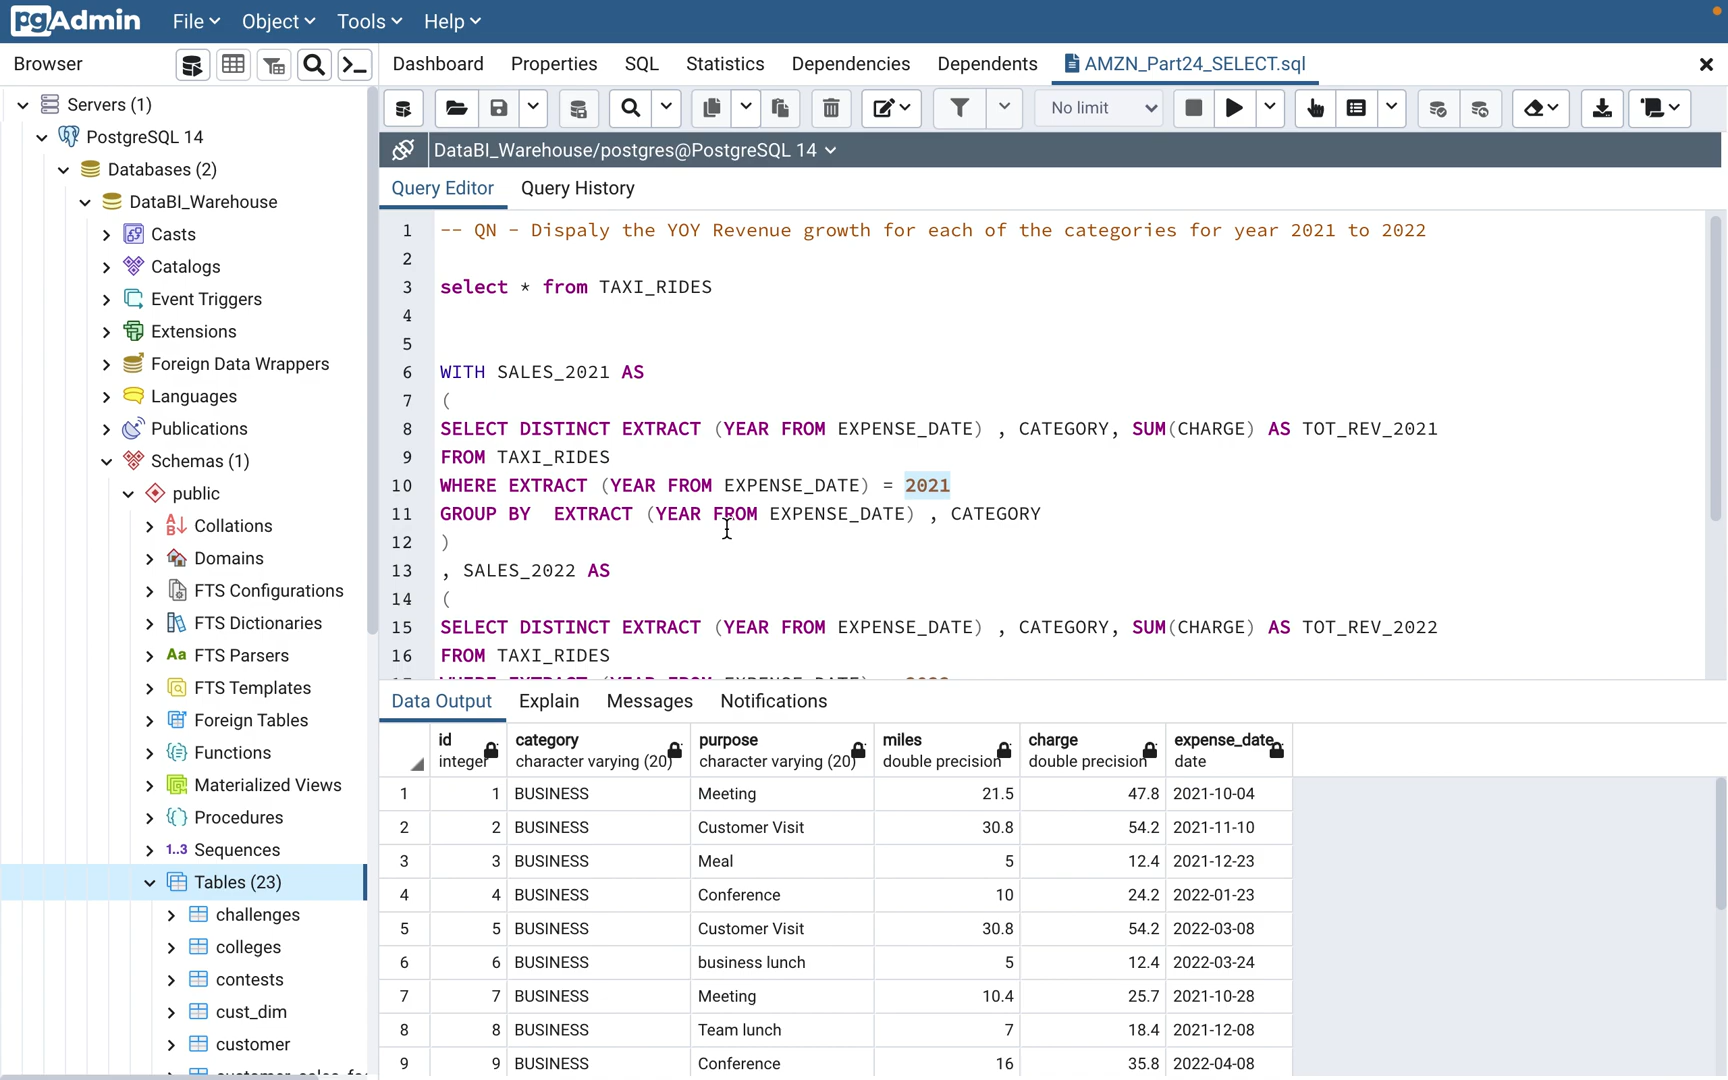 pgAdmin File Object Tools Help
Browser
Dashboard Properties SQL Statistics Dependencies Dependents AMZN_Part24_SELECT.sql
No limit
DataBI_Warehouse/postgres@PostgreSQL 14
Query Editor Query History
Servers (1)
PostgreSQL 14
Databases (2)
DataBI_Warehouse
Casts
Catalogs
Event Triggers
Extensions
Foreign Data Wrappers
Languages
Publications
Schemas (1)
public
Collations
Domains
FTS Configurations
FTS Dictionaries
Aa FTS Parsers
FTS Templates
Foreign Tables
Functions
Materialized Views
Procedures
1..3 Sequences
Tables (23)
challenges
colleges
contests
cust_dim
customer
1 -- QN - Dispaly the YOY Revenue growth for each of the categories for year 2021 to 2022
2
3 select * from TAXI_RIDES
4
5
6 WITH SALES_2021 AS
7 (
8 SELECT DISTINCT EXTRACT (YEAR FROM EXPENSE_DATE) , CATEGORY, SUM(CHARGE) AS TOT_REV_2021
9 FROM TAXI_RIDES
10 WHERE EXTRACT (YEAR FROM EXPENSE_DATE) = 2021
11 GROUP BY  EXTRACT (YEAR FROM EXPENSE_DATE) , CATEGORY
12 )
13 , SALES_2022 AS
14 (
15 SELECT DISTINCT EXTRACT (YEAR FROM EXPENSE_DATE) , CATEGORY, SUM(CHARGE) AS TOT_REV_2022
16 FROM TAXI_RIDES
Data Output Explain Messages Notifications
id category purpose miles charge expense_date
integer character varying (20) character varying (20) double precision double precision date
1 1 BUSINESS Meeting 21.5 47.8 2021-10-04
2 2 BUSINESS Customer Visit 30.8 54.2 2021-11-10
3 3 BUSINESS Meal 5 12.4 2021-12-23
4 4 BUSINESS Conference 10 24.2 2022-01-23
5 5 BUSINESS Customer Visit 30.8 54.2 2022-03-08
6 6 BUSINESS business lunch 5 12.4 2022-03-24
7 7 BUSINESS Meeting 10.4 25.7 2021-10-28
8 8 BUSINESS Team lunch 7 18.4 2021-12-08
9 9 BUSINESS Conference 16 35.8 2022-04-08